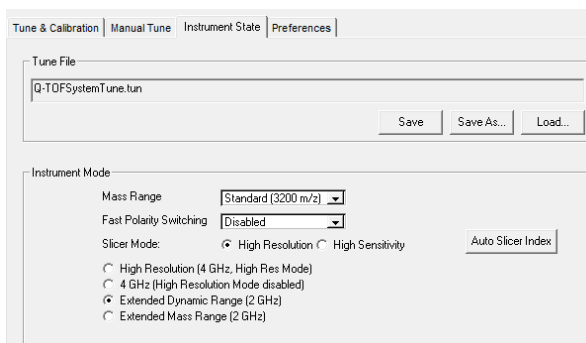 Tune & Calibration Manual Tune Instrument State Preferences
Tune File
Q-TOFSystemTune.tun
Save Save As... Load...
Instrument Mode
Mass Range Standard (3200 m/z)
Fast Polarity Switching Disabled
Slicer Mode: High Resolution High Sensitivity Auto Slicer Index
High Resolution (4 GHz, High Res Mode)
4 GHz (High Resolution Mode disabled)
Extended Dynamic Range (2 GHz)
Extended Mass Range (2 GHz)